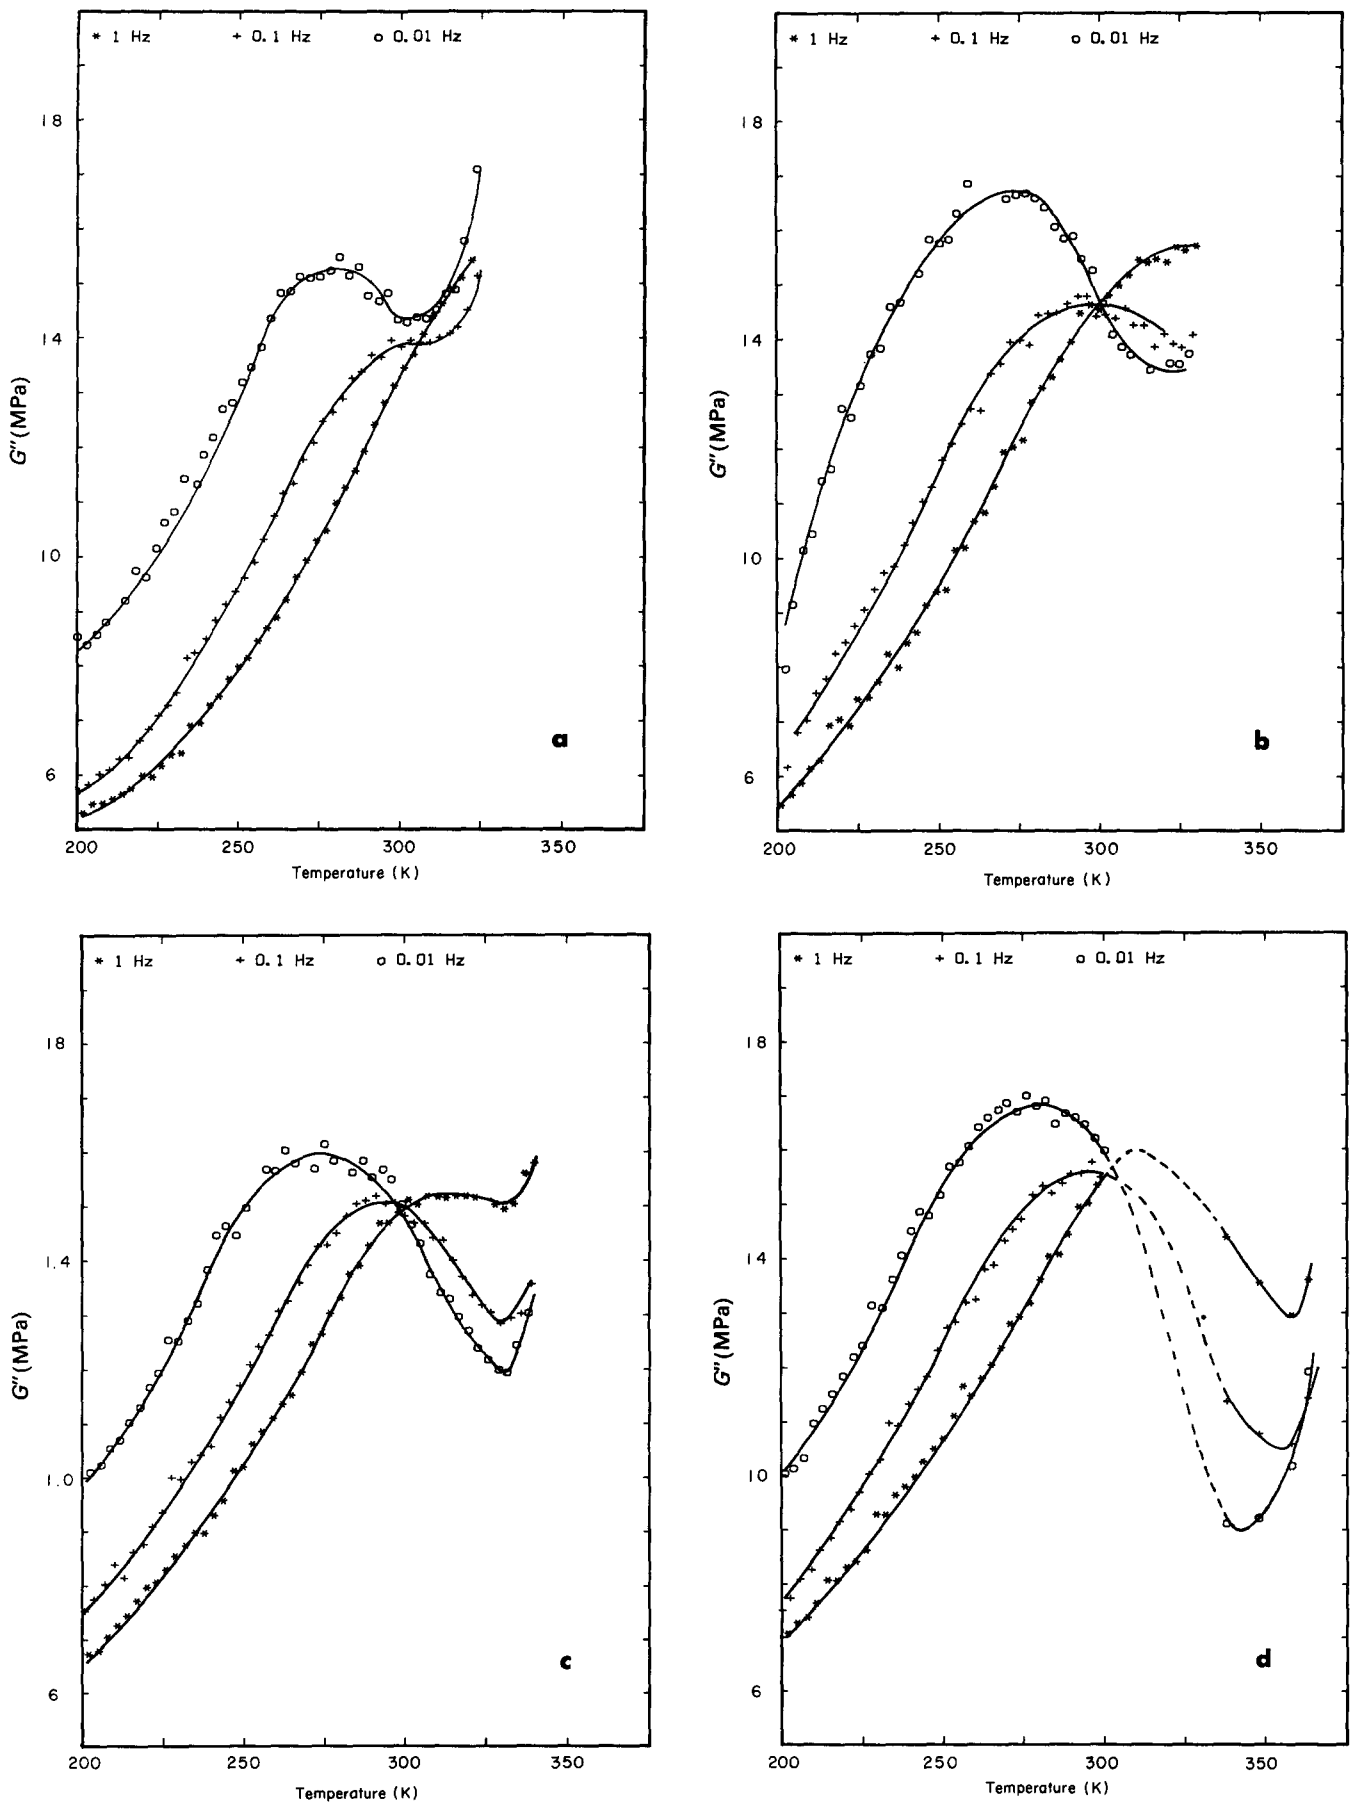 * 1 Hz + 0.1 Hz o 0.01 Hz
18
14
10
6
G″(MPa)
a
200 250 300 350
Temperature (K)
* 1 Hz + 0.1 Hz o 0.01 Hz
18
14
10
6
G″(MPa)
b
200 250 300 350
Temperature (K)
* 1 Hz + 0.1 Hz o 0.01 Hz
18
1.4
1.0
6
G″(MPa)
c
200 250 300 350
Temperature (K)
* 1 Hz + 0.1 Hz o 0.01 Hz
18
14
10
6
G″(MPa)
d
200 250 300 350
Temperature (K)